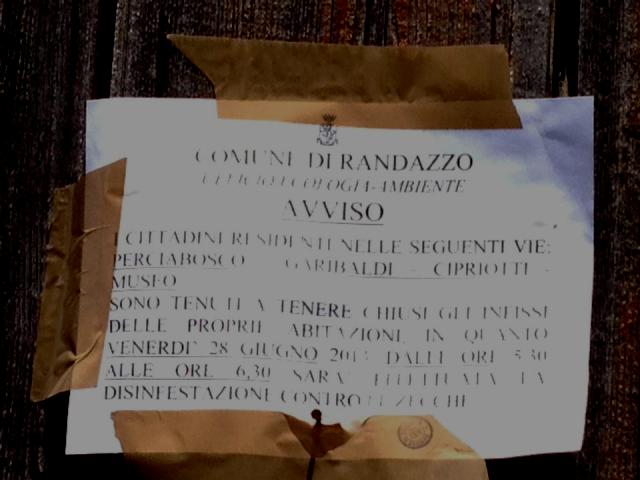 COMUNE DI RANDAZZO
UFFICIO ECOLOGIA-AMBIENTE
AVVISO
I CITTADINI RESIDENTI NELLE SEGUENTI VIE:
PERCIABOSCO GARIBALDI - CIPRIOTTI -
MUSEO
SONO TENUTI A TENERE CHIUSI GLI INFISSI
DELLE PROPRIE ABITAZIONI, IN QUANTO
VENERDI' 28 GIUGNO DALLE ORE 5,30
ALLE ORE 6,30 SARA' EFFETTUATA LA
DISINFESTAZIONE CONTRO LE ZECCHE